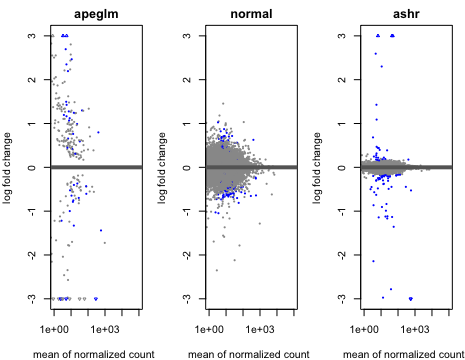 apeglm
normal
ashr
log fold change
3
2
1
0
-1
-2
-3
1e+00
1e+03
mean of normalized count
log fold change
3
2
1
0
-1
-2
-3
1e+00
1e+03
mean of normalized count
log fold change
3
2
1
0
-1
-2
-3
1e+00
1e+03
mean of normalized count